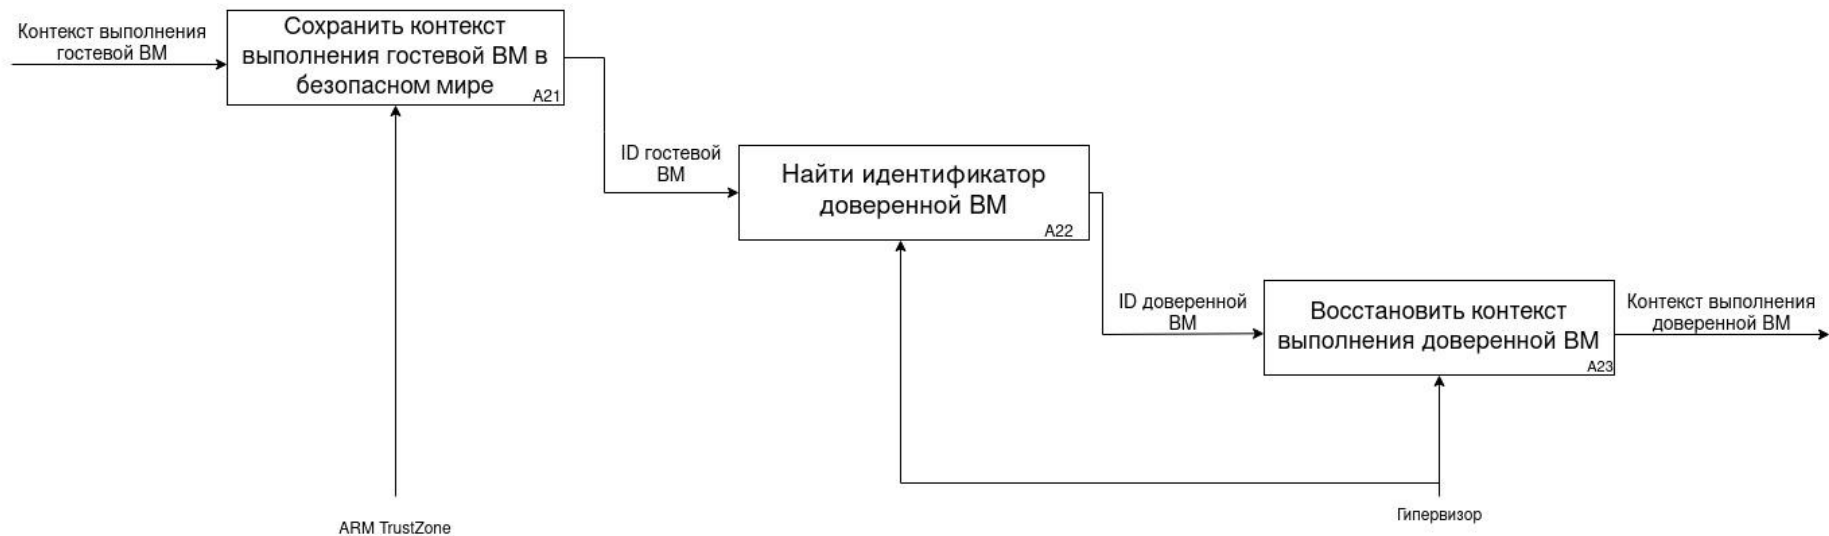 Контекст выполнения
гостевой ВМ
Сохранить контекст
выполнения гостевой ВМ в
безопасном мире
A21
ID гостевой
ВМ
Найти идентификатор
доверенной ВМ
A22
ID доверенной
ВМ
Восстановить контекст
выполнения доверенной ВМ
A23
Контекст выполнения
доверенной ВМ
ARM TrustZone
Гипервизор